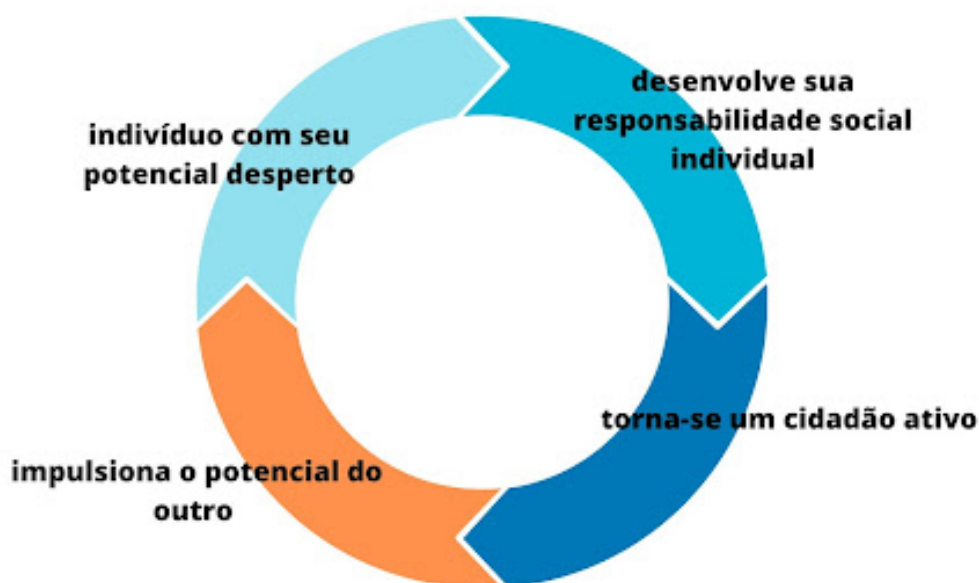 indivíduo com seu
potencial desperto
desenvolve sua
responsabilidade social
individual
torna-se um cidadão ativo
impulsiona o potencial do
outro